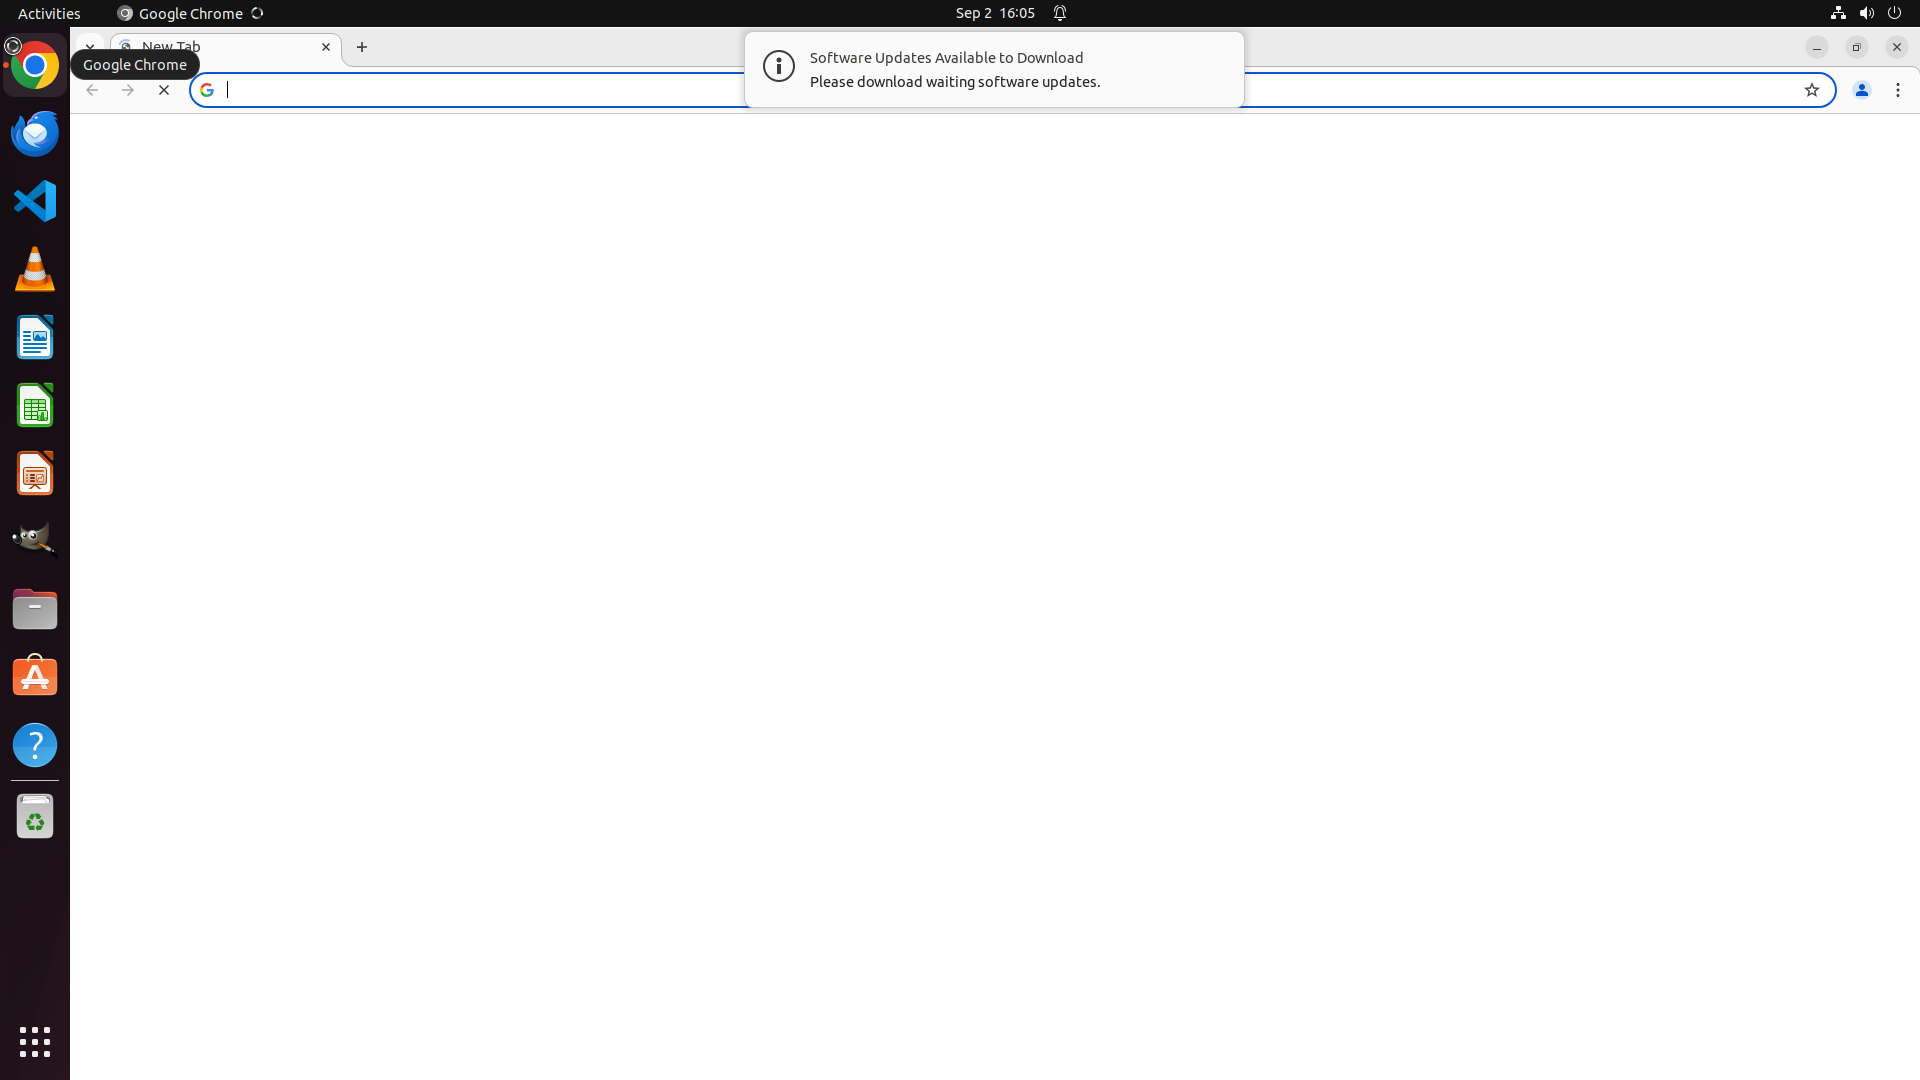 Activities
Google Chrome
Sep 2 16:05
New Tab
Google Chrome
Software Updates Available to Download
Please download waiting software updates.